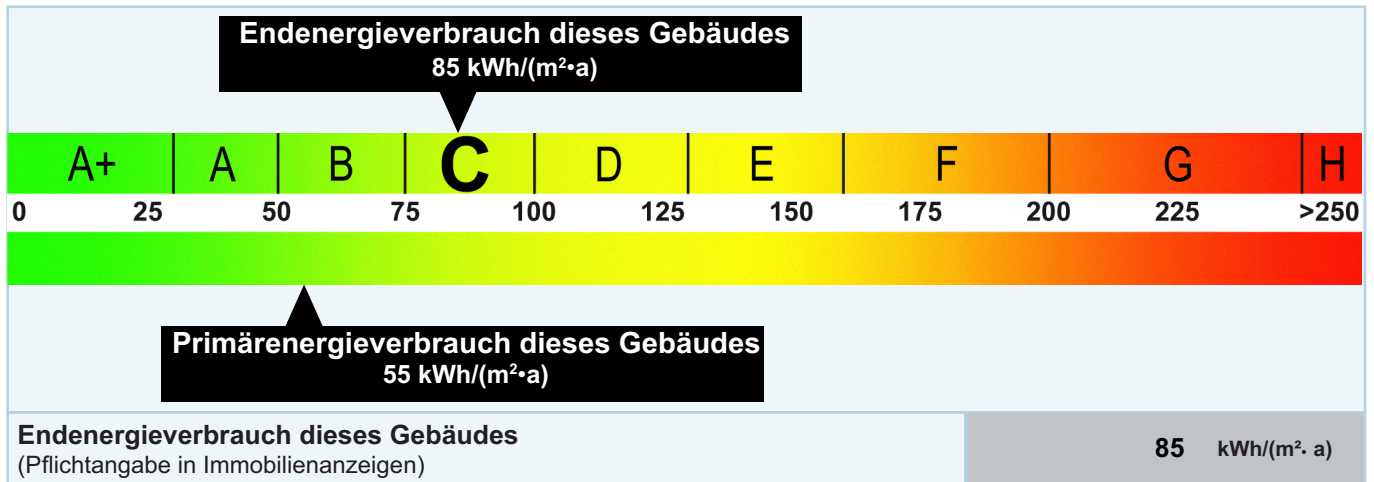 Endenergieverbrauch dieses Gebäudes
85 kWh/(m²•a)
A+ A B C D E F G H
0 25 50 75 100 125 150 175 200 225 >250
Primärenergieverbrauch dieses Gebäudes
55 kWh/(m²•a)
Endenergieverbrauch dieses Gebäudes
(Pflichtangabe in Immobilienanzeigen)
85 kWh/(m²· a)